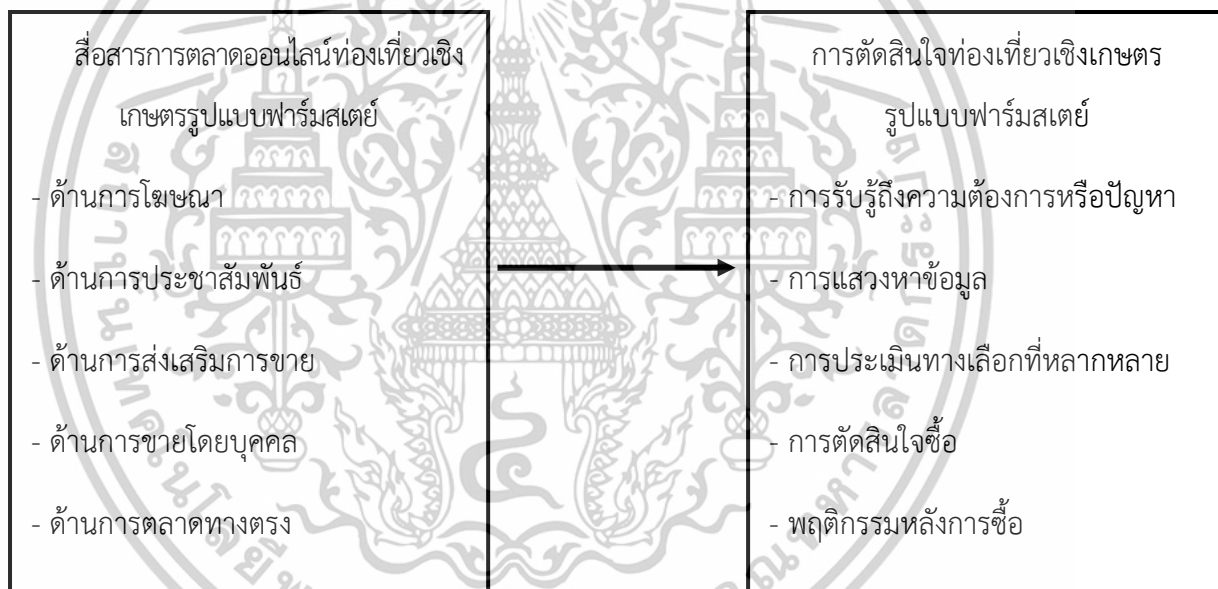 สื่อสารการตลาดออนไลน์ท่องเที่ยวเชิง
เกษตรรูปแบบฟาร์มสเตย์
- ด้านการโฆษณา
- ด้านการประชาสัมพันธ์
- ด้านการส่งเสริมการขาย
- ด้านการขายโดยบุคคล
- ด้านการตลาดทางตรง
การตัดสินใจท่องเที่ยวเชิงเกษตร
รูปแบบฟาร์มสเตย์
- การรับรู้ถึงความต้องการหรือปัญหา
- การแสวงหาข้อมูล
- การประเมินทางเลือกที่หลากหลาย
- การตัดสินใจซื้อ
- พฤติกรรมหลังการซื้อ